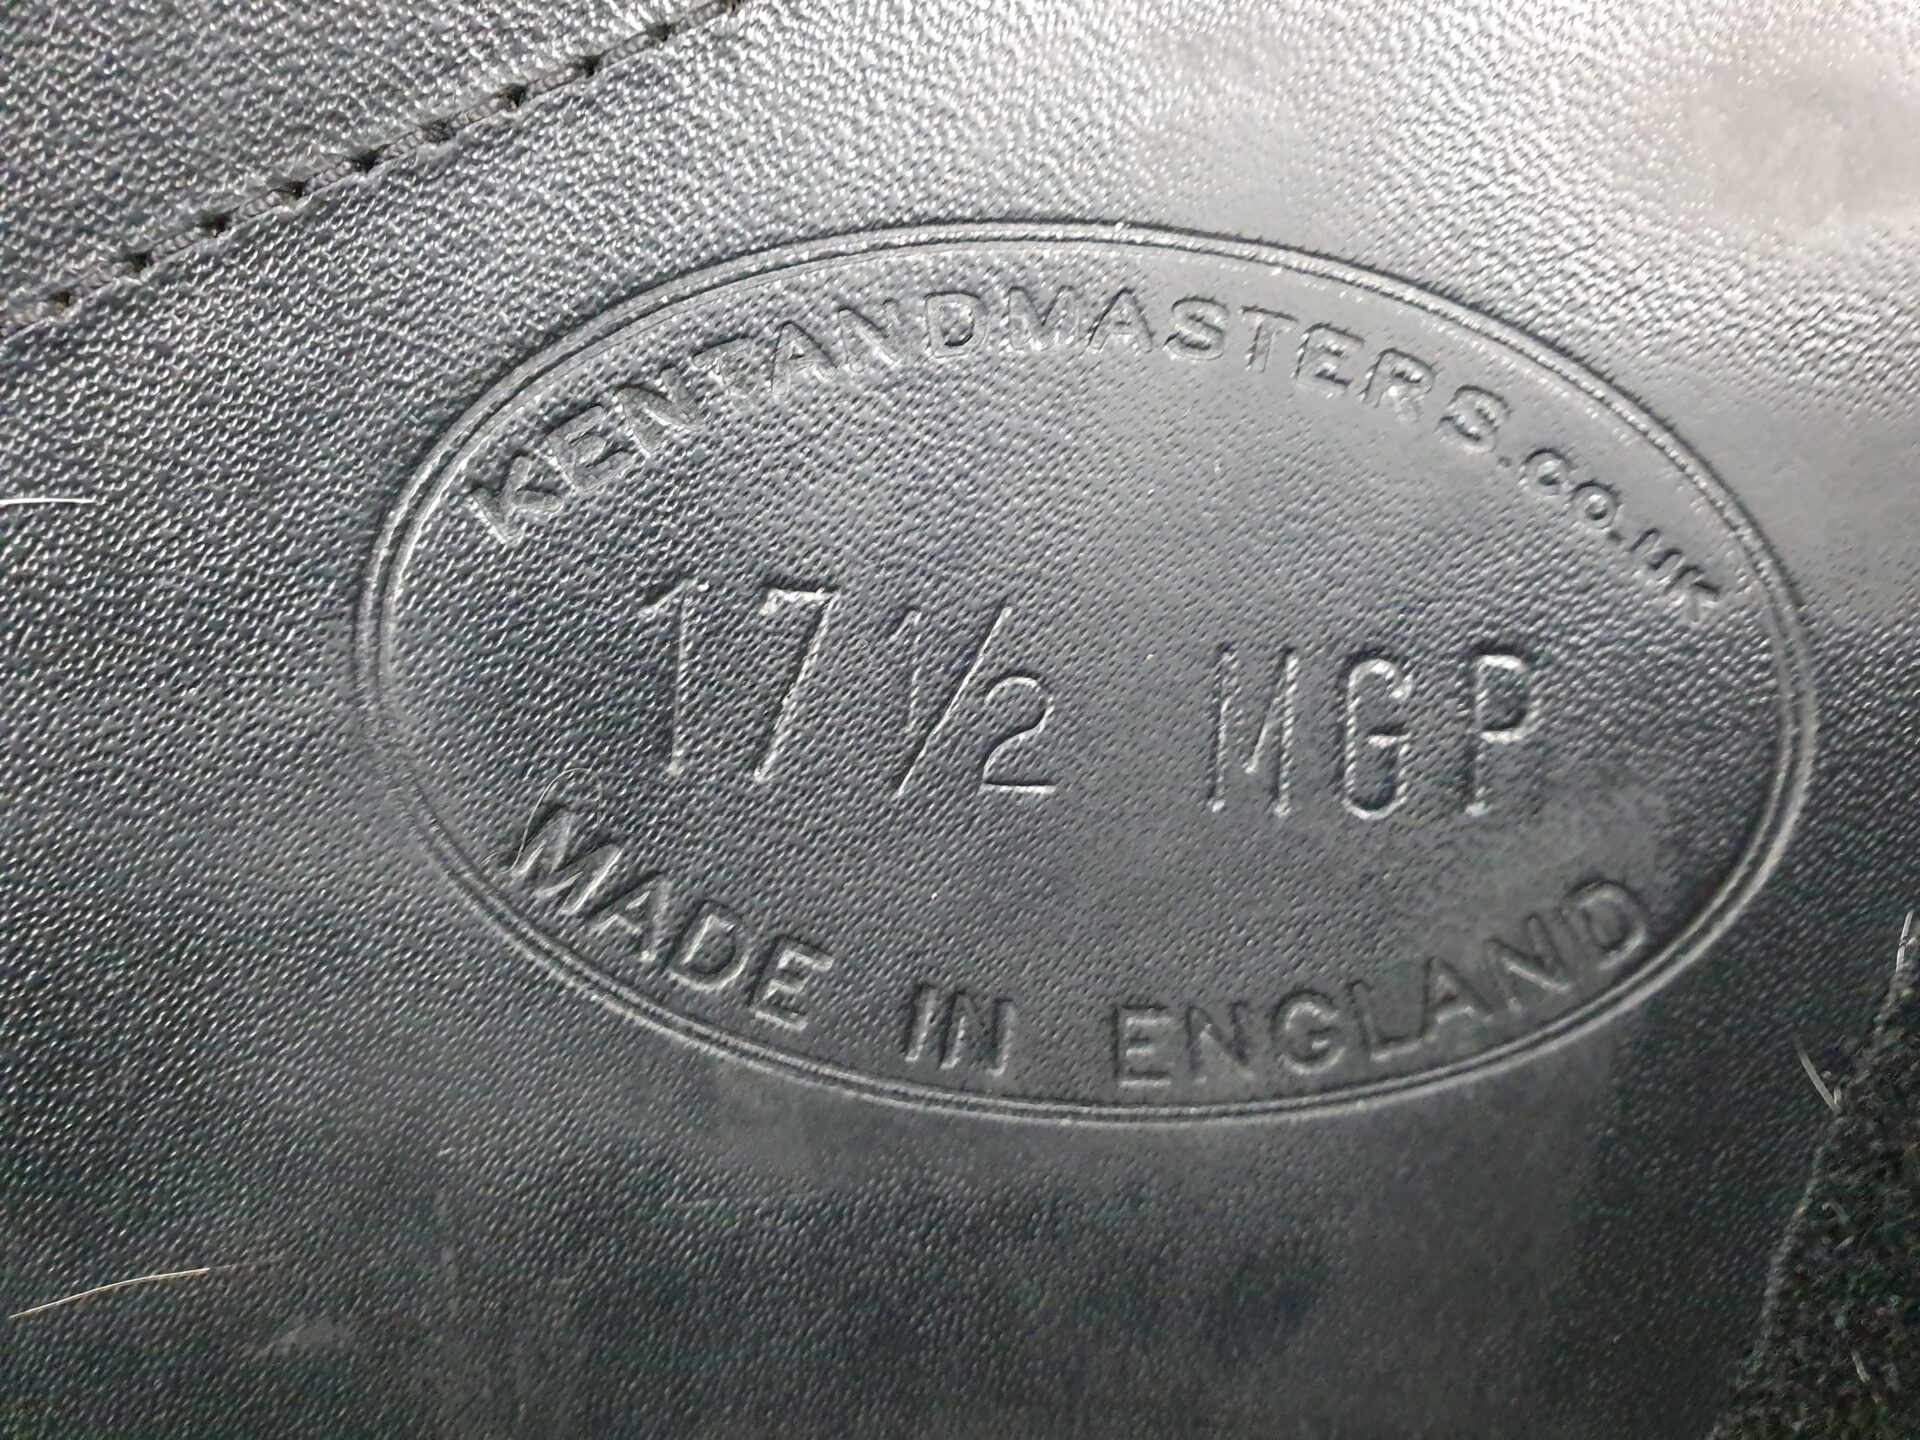 KENTANDMASTERS.CO.UK
17 1/2 MGP
MADE IN ENGLAND